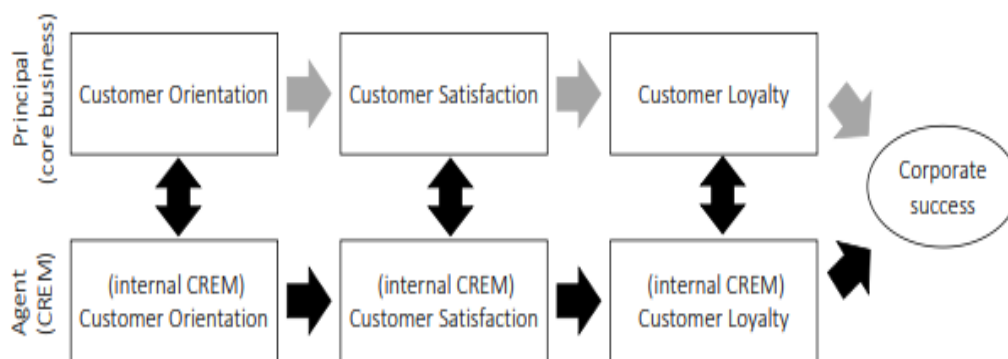 Principal
(core business)
Customer Orientation
Customer Satisfaction
Customer Loyalty
Corporate
success
Agent
(CREM)
(internal CREM)
Customer Orientation
(internal CREM)
Customer Satisfaction
(internal CREM)
Customer Loyalty